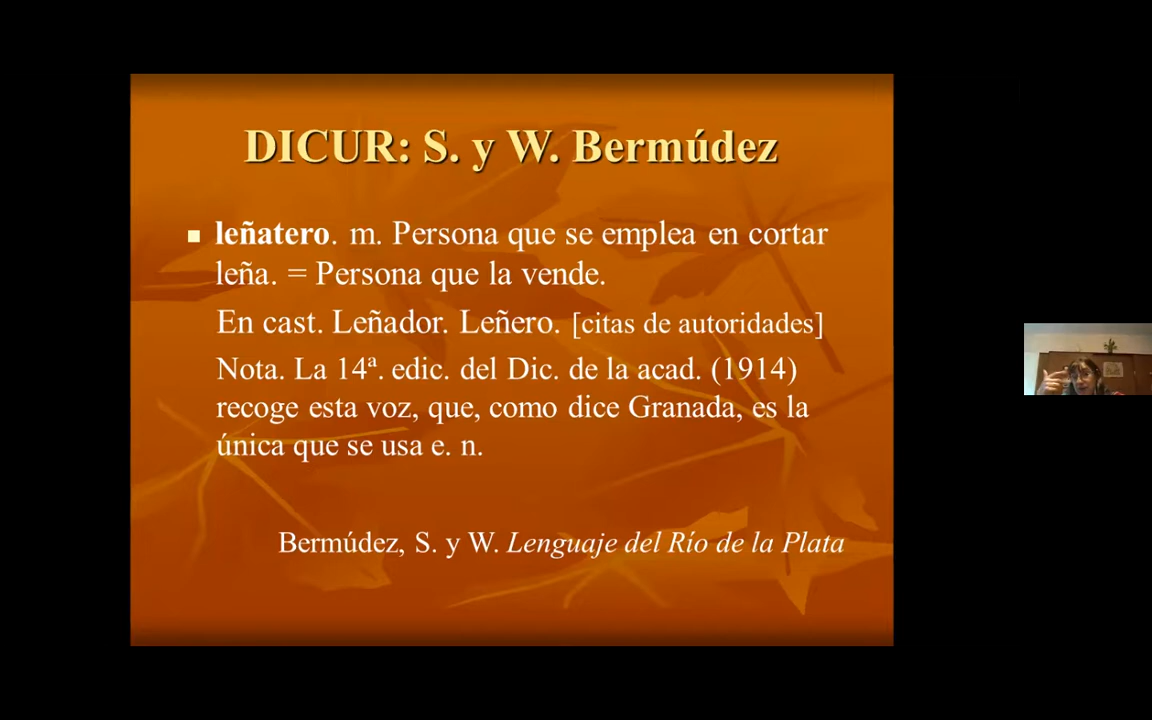 DICUR: S. y W. Bermúdez
leñatero. m. Persona que se emplea en cortar
leña. = Persona que la vende.
En cast. Leñador. Leñero. [citas de autoridades]
Nota. La 14ª. edic. del Dic. de la acad. (1914)
recoge esta voz, que, como dice Granada, es la
única que se usa e. n.
Bermúdez, S. y W. Lenguaje del Río de la Plata